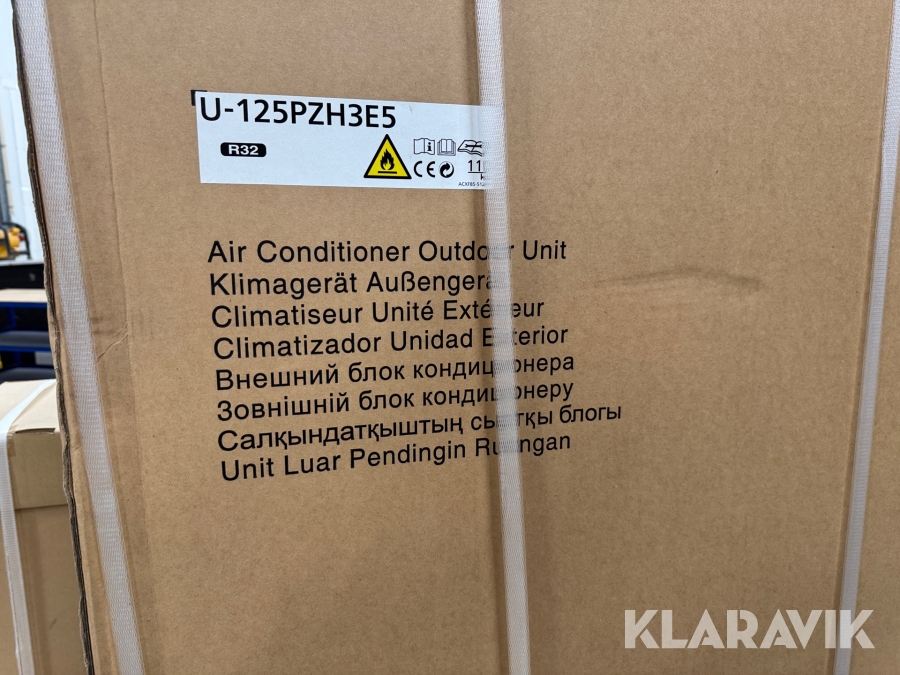 U-125PZH3E5
R32
CE
11
Air Conditioner Outdoor Unit
Klimagerät Außengerä
Climatiseur Unité Extérieur
Climatizador Unidad Exterior
Внешний блок кондиционера
Зовнішній блок кондиціонеру
Салқындатқыштың сыртқы блогы
Unit Luar Pendingin Ruangan
KLARAVIK